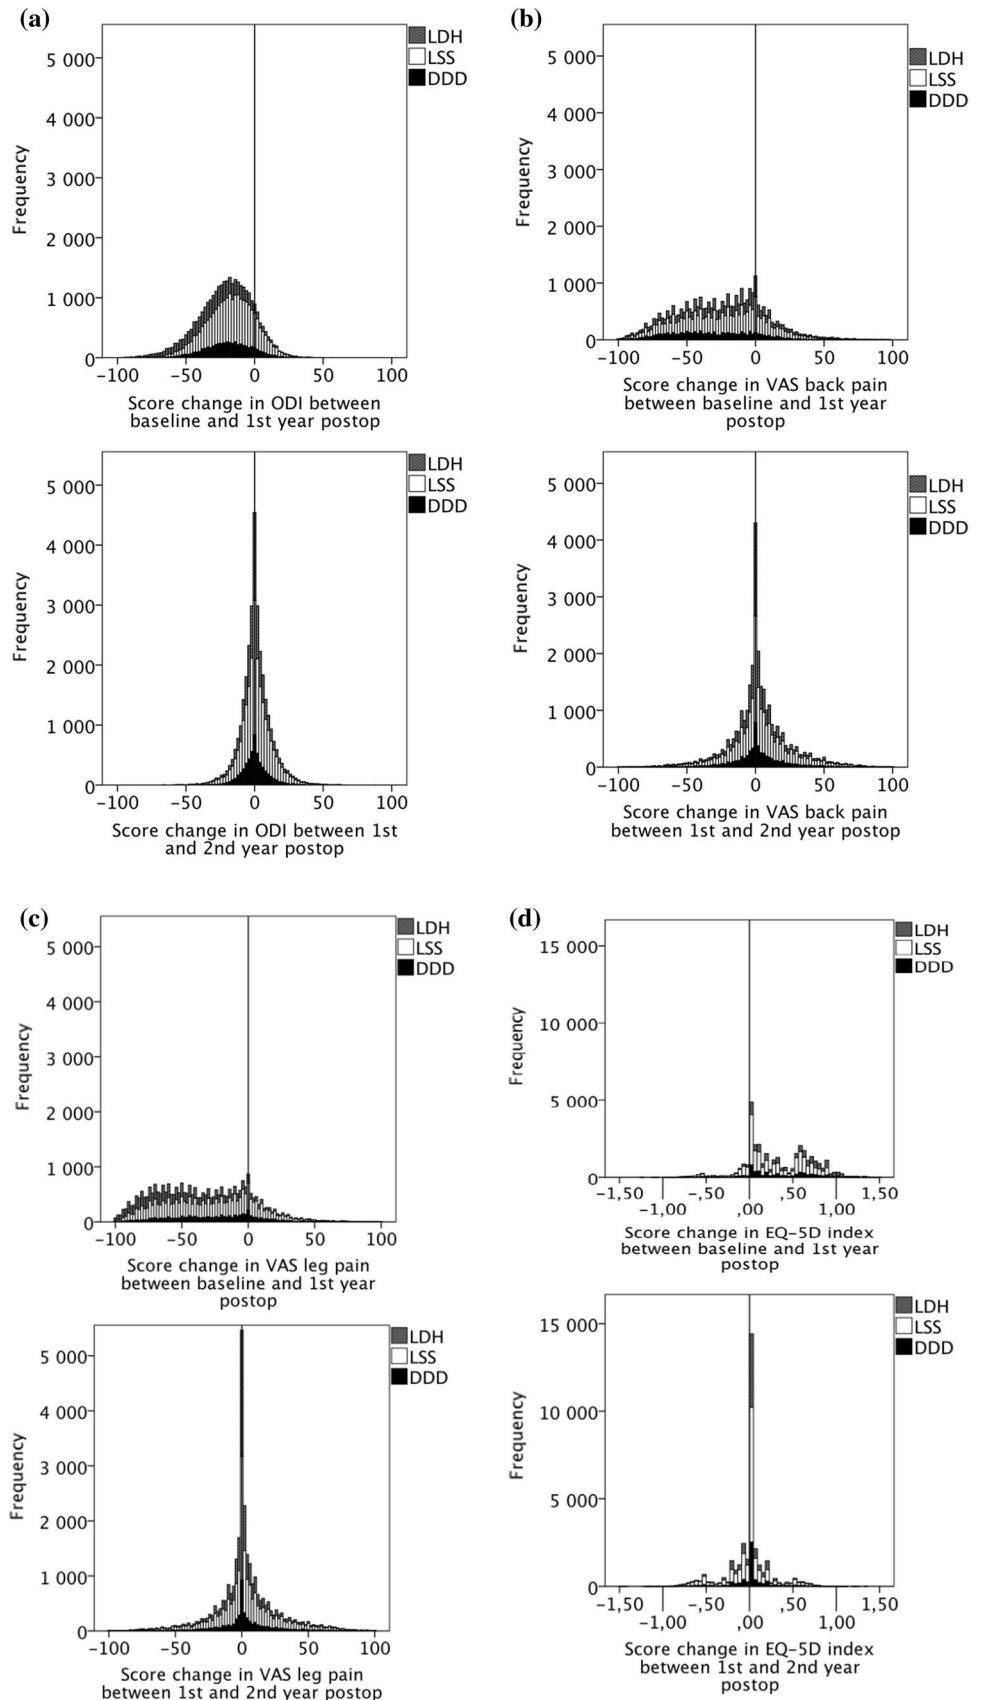 (a)
LDH
LSS
DDD
5 000
4 000
3 000
2 000
1 000
0
Frequency
-100 -50 0 50 100
Score change in ODI between
baseline and 1st year postop
(b)
LDH
LSS
DDD
5 000
4 000
3 000
2 000
1 000
0
Frequency
-100 -50 0 50 100
Score change in VAS back pain
between baseline and 1st year
postop
LDH
LSS
DDD
5 000
4 000
3 000
2 000
1 000
0
Frequency
-100 -50 0 50 100
Score change in ODI between 1st
and 2nd year postop
LDH
LSS
DDD
5 000
4 000
3 000
2 000
1 000
0
Frequency
-100 -50 0 50 100
Score change in VAS back pain
between 1st and 2nd year postop
(c)
LDH
LSS
DDD
5 000
4 000
3 000
2 000
1 000
0
Frequency
-100 -50 0 50 100
Score change in VAS leg pain
between baseline and 1st year
postop
(d)
LDH
LSS
DDD
15 000
10 000
5 000
0
Frequency
-1,50 -,50 ,50 1,50
-1,00 ,00 1,00
Score change in EQ-5D index
between baseline and 1st year
postop
LDH
LSS
DDD
5 000
4 000
3 000
2 000
1 000
0
Frequency
-100 -50 0 50 100
Score change in VAS leg pain
between 1st and 2nd year postop
LDH
LSS
DDD
15 000
10 000
5 000
0
Frequency
-1,50 -,50 ,50 1,50
-1,00 ,00 1,00
Score change in EQ-5D index
between 1st and 2nd year
postop